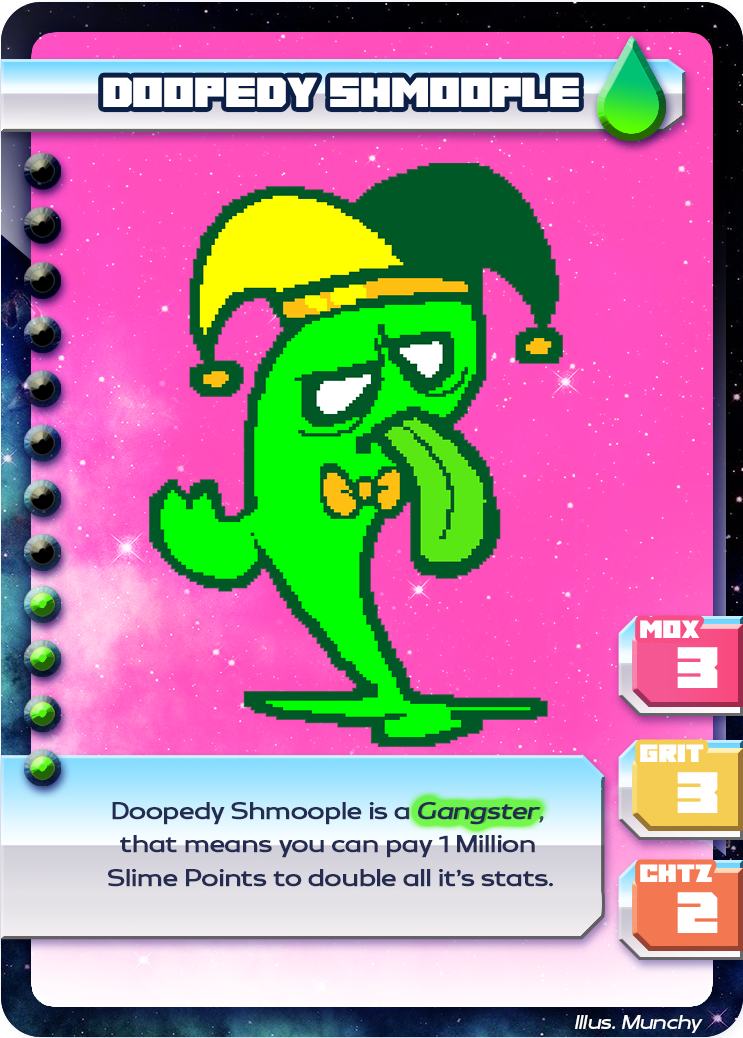 DOOPEDY SHMOOPLE
MOX
3
GRIT
3
CHTZ
2
Doopedy Shmoople is a Gangster,
that means you can pay 1 Million
Slime Points to double all it's stats.
Illus. Munchy